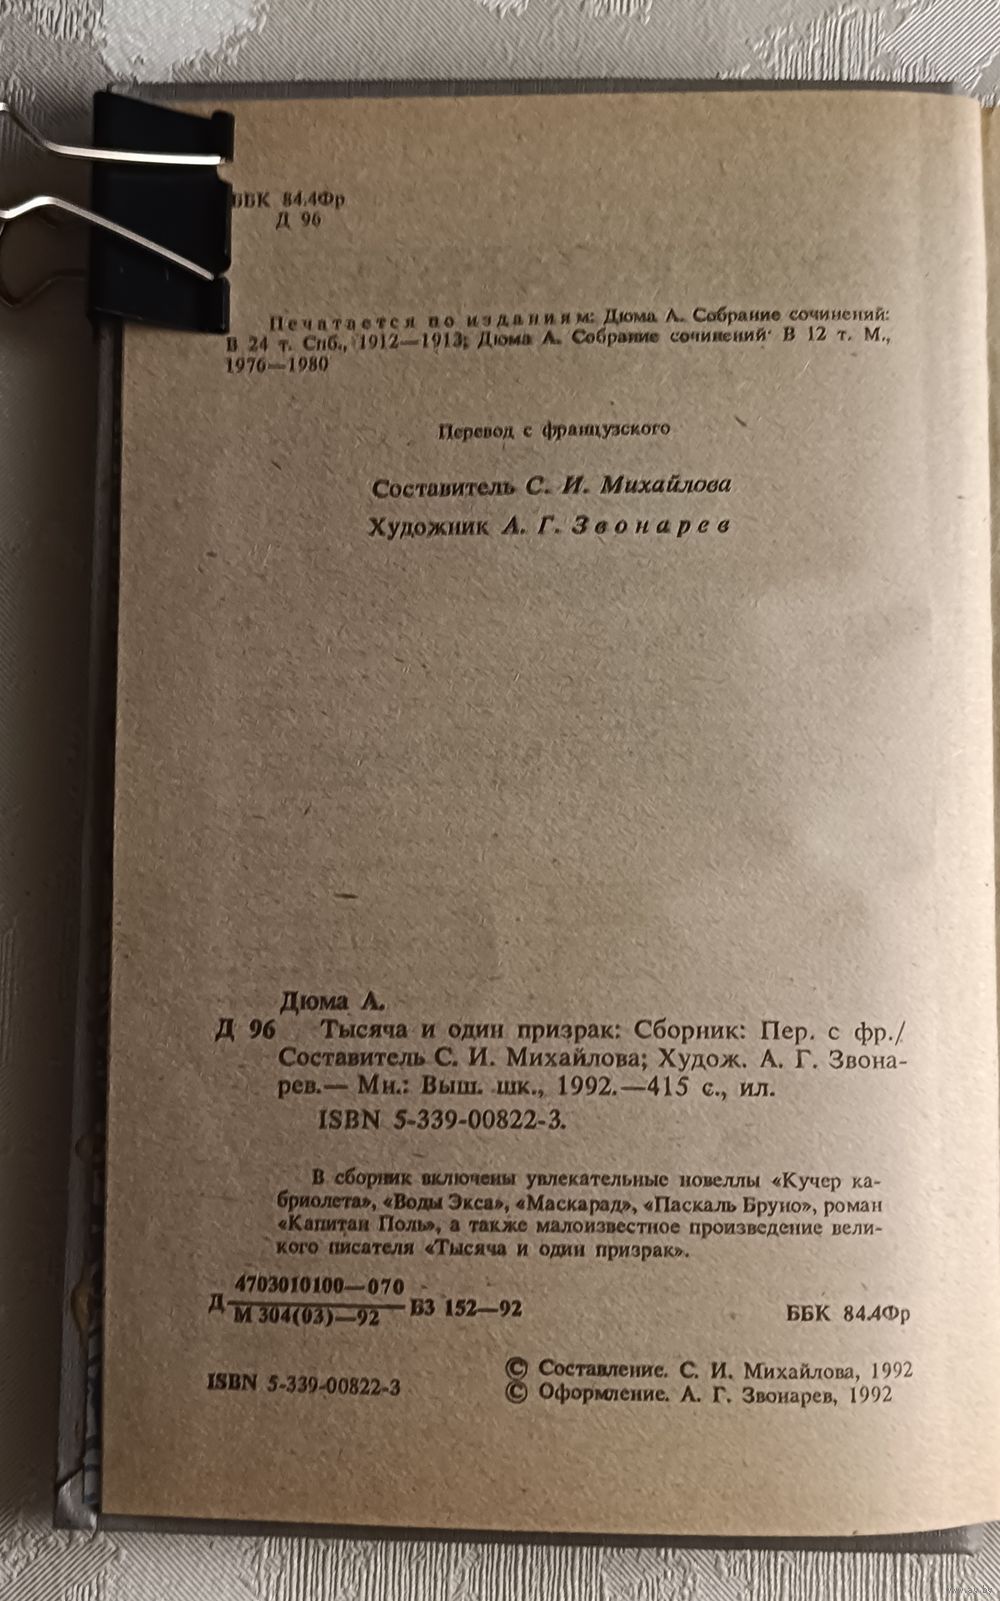 ББК 84.4Фр
Д 96
Печатается по изданиям: Дюма А. Собрание сочинений:
В 24 т. Спб., 1912—1913; Дюма А. Собрание сочинений: В 12 т. М.,
1976—1980
Перевод с французского
Составитель С. И. Михайлова
Художник А. Г. Звонарев
Дюма А.
Д 96 Тысяча и один призрак: Сборник: Пер. с фр./
Составитель С. И. Михайлова; Худож. А. Г. Звона-
рев.— Мн.: Выш. шк., 1992.—415 с., ил.
ISBN 5-339-00822-3.
В сборник включены увлекательные новеллы «Кучер ка-
бриолета», «Воды Экса», «Маскарад», «Паскаль Бруно», роман
«Капитан Поль», а также малоизвестное произведение вели-
кого писателя «Тысяча и один призрак».
4703010100—070
Д ВЗ 152—92
М 304(03)—92
ББК 84.4Фр
ISBN 5-339-00822-3
© Составление. С. И. Михайлова, 1992
© Оформление. А. Г. Звонарев, 1992
www.ay.by